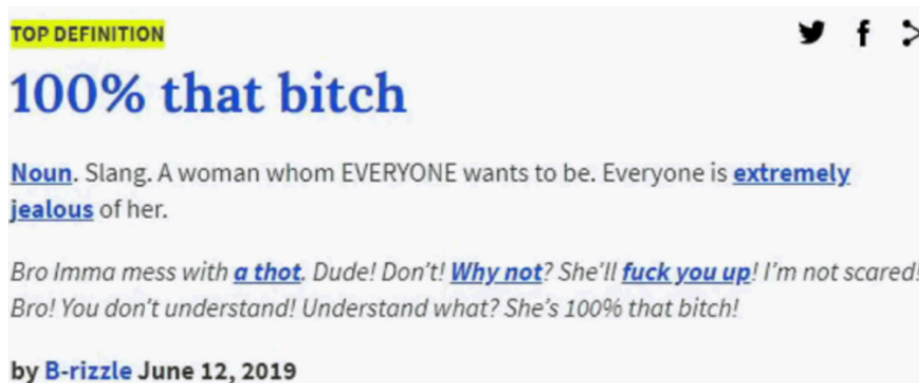 TOP DEFINITION
100% that bitch
Noun. Slang. A woman whom EVERYONE wants to be. Everyone is extremely
jealous of her.
Bro Imma mess with a thot. Dude! Don't! Why not? She'll fuck you up! I'm not scared!
Bro! You don't understand! Understand what? She's 100% that bitch!
by B-rizzle June 12, 2019